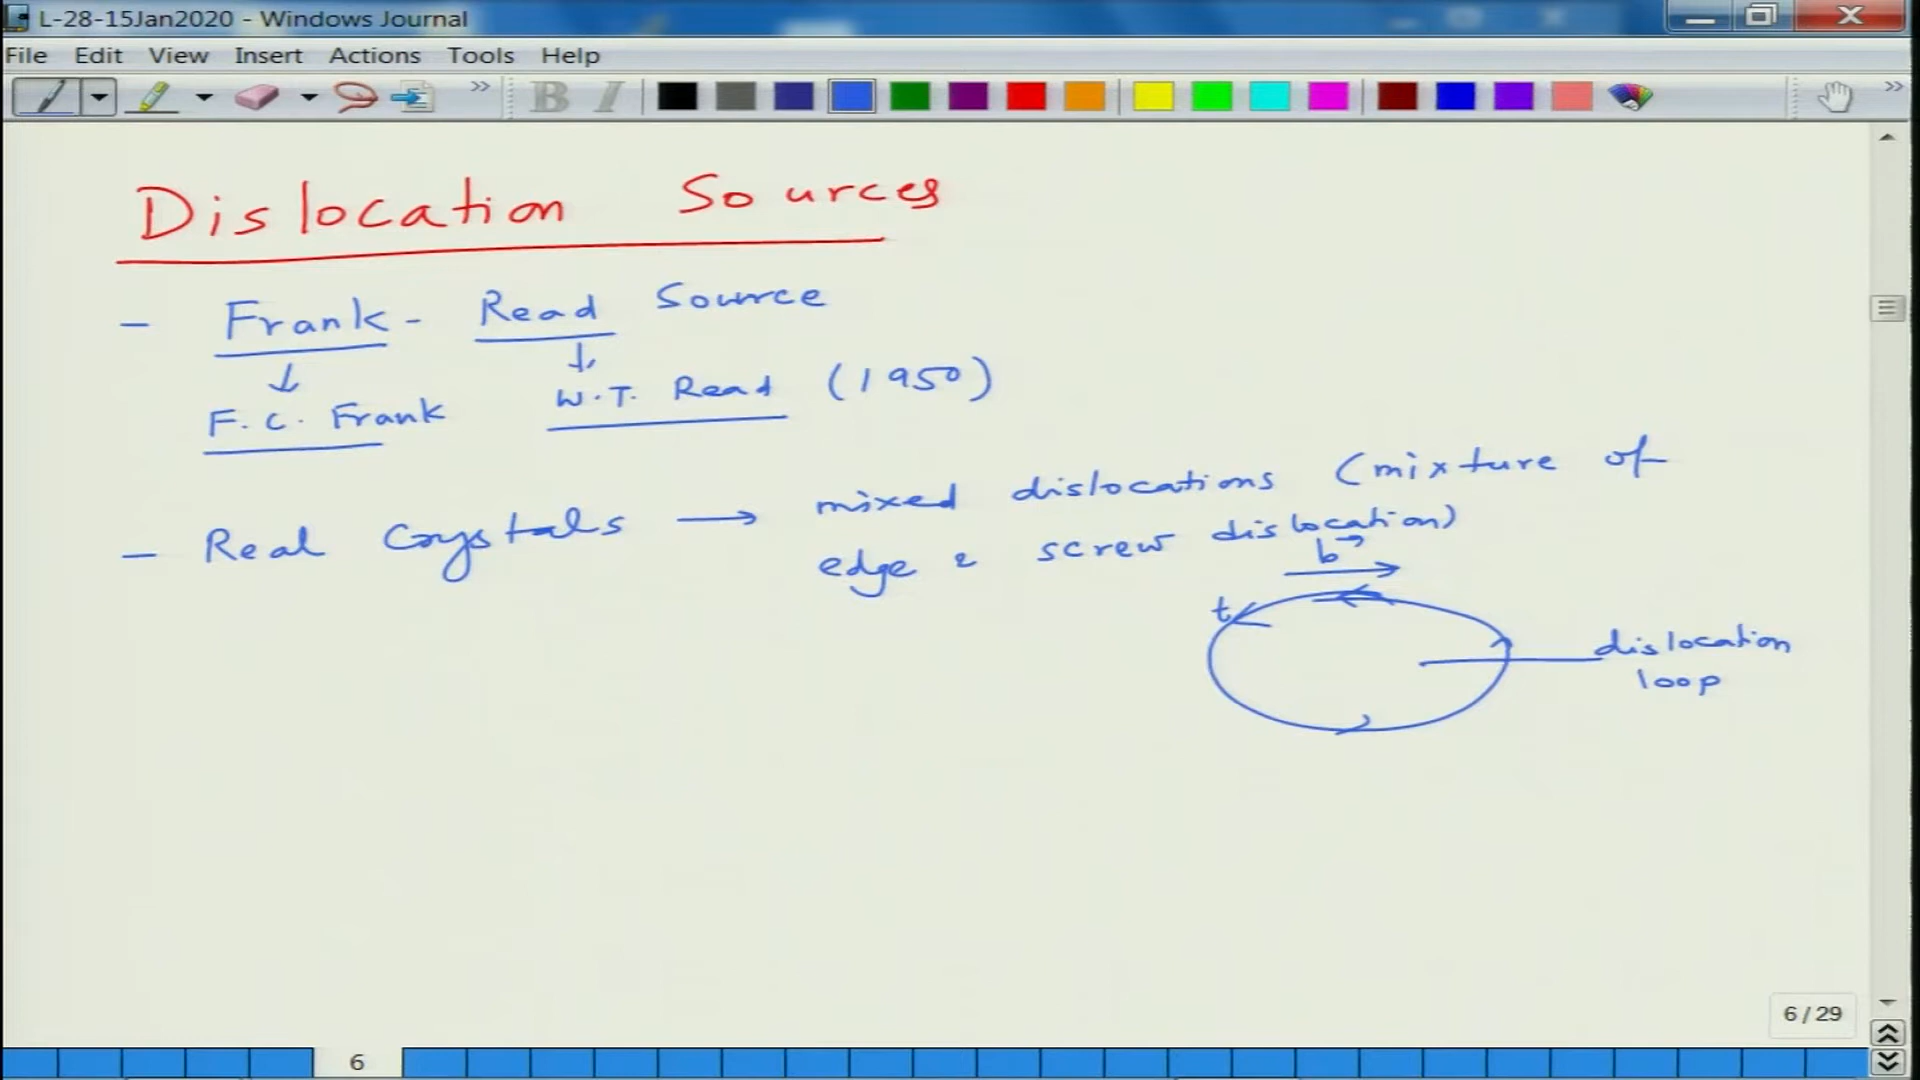 L-28-15Jan2020 - Windows Journal
File Edit View Insert Actions Tools Help
B I
Dislocation Sources
- Frank - Read Source
↓ ↓
F. C. Frank W. T. Read (1950)
- Real Crystals → mixed dislocations (mixture of
edge & screw dislocation)
b
t
dislocation
loop
6 / 29
6